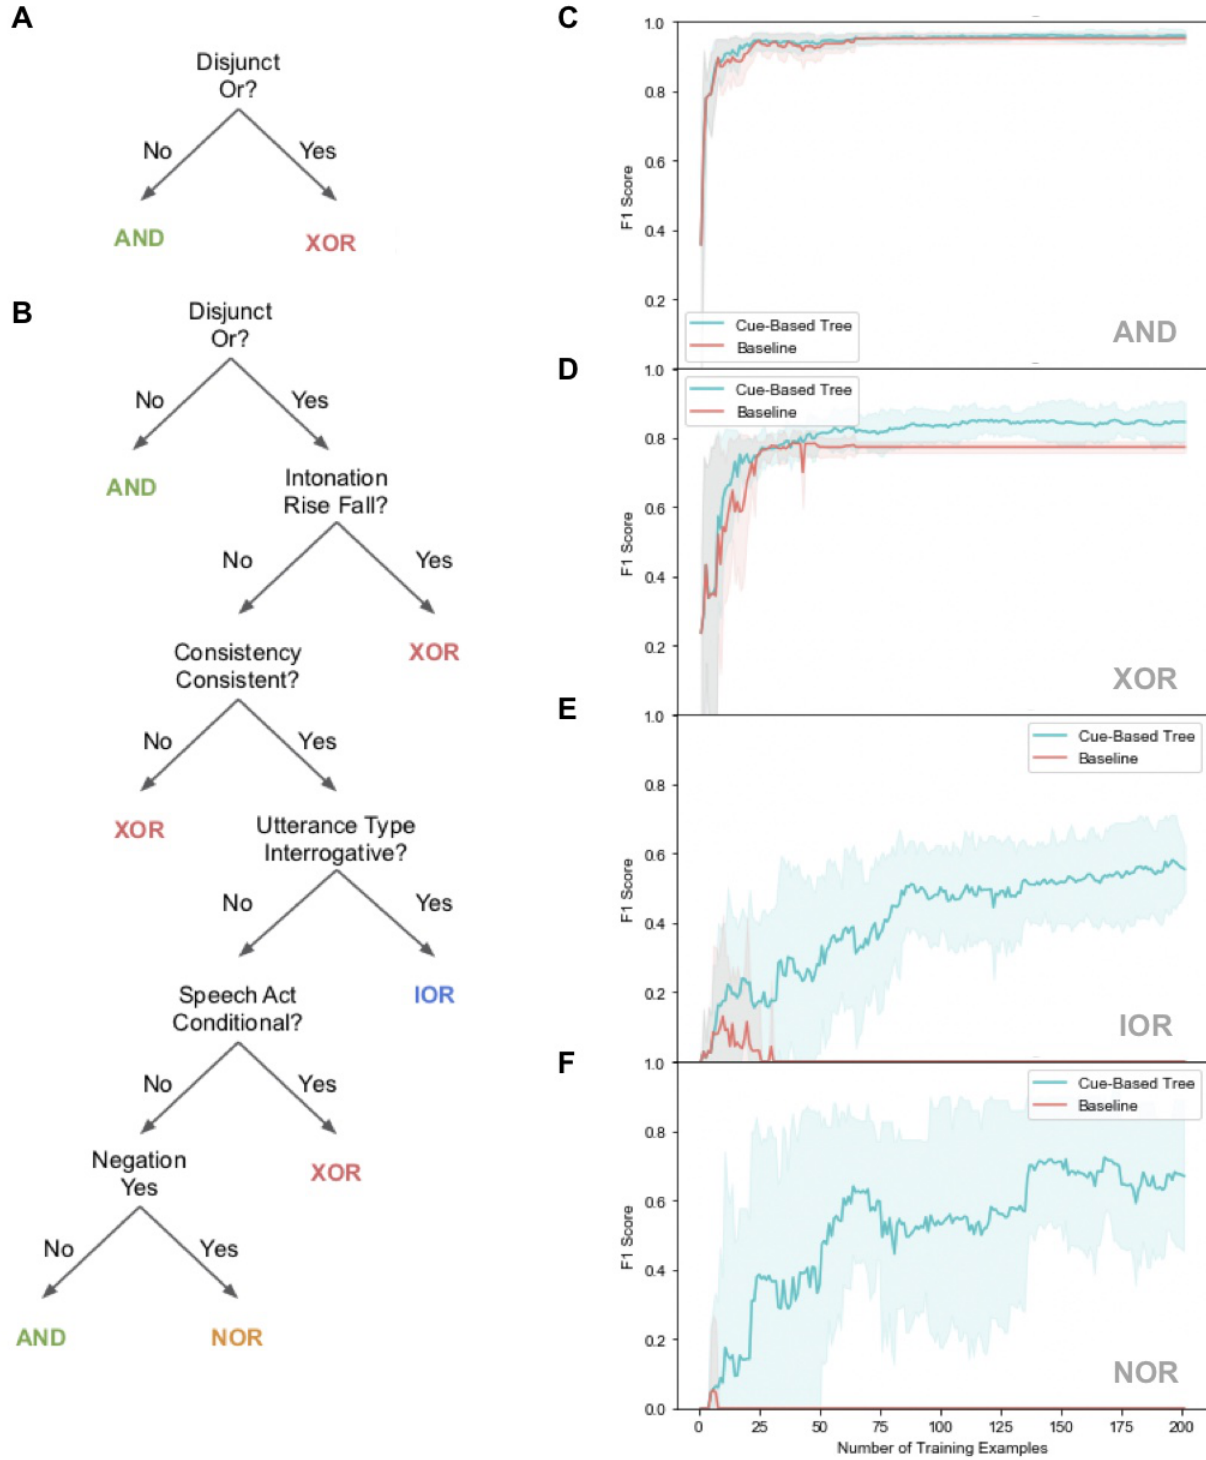 A
Disjunct
Or?
No
Yes
AND
XOR
B
Disjunct
Or?
No
Yes
AND
Intonation
Rise Fall?
No
Yes
Consistency
Consistent?
XOR
No
Yes
XOR
Utterance Type
Interrogative?
No
Yes
Speech Act
Conditional?
IOR
No
Yes
Negation
Yes
XOR
No
Yes
AND
NOR
C
1.0
0.8
0.6
0.4
0.2
F1 Score
Cue-Based Tree
Baseline
AND
D
1.0
0.8
0.6
0.4
0.2
F1 Score
Cue-Based Tree
Baseline
XOR
E
1.0
0.8
0.6
0.4
0.2
F1 Score
Cue-Based Tree
Baseline
IOR
F
1.0
0.8
0.6
0.4
0.2
0.0
F1 Score
Cue-Based Tree
Baseline
NOR
0 25 50 75 100 125 150 175 200
Number of Training Examples